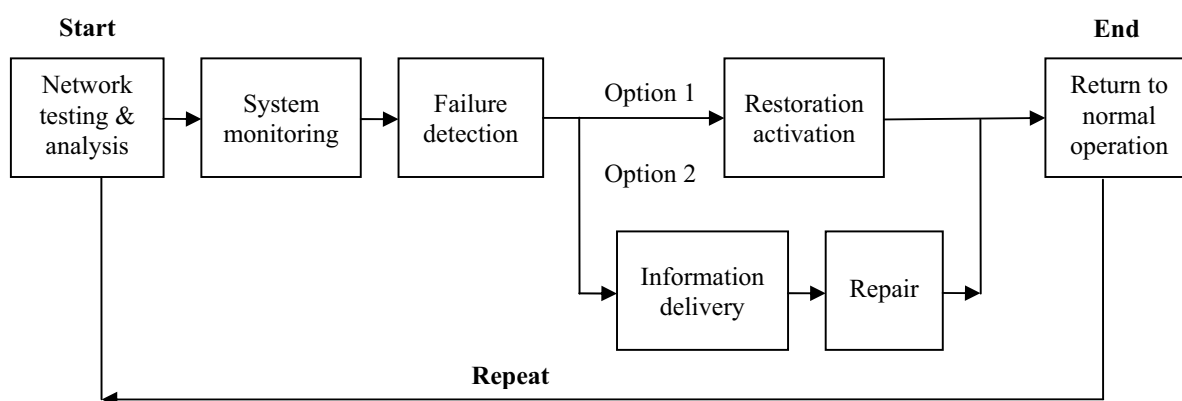 Start
End
Network
testing &
analysis
System
monitoring
Failure
detection
Option 1
Option 2
Restoration
activation
Return to
normal
operation
Information
delivery
Repair
Repeat